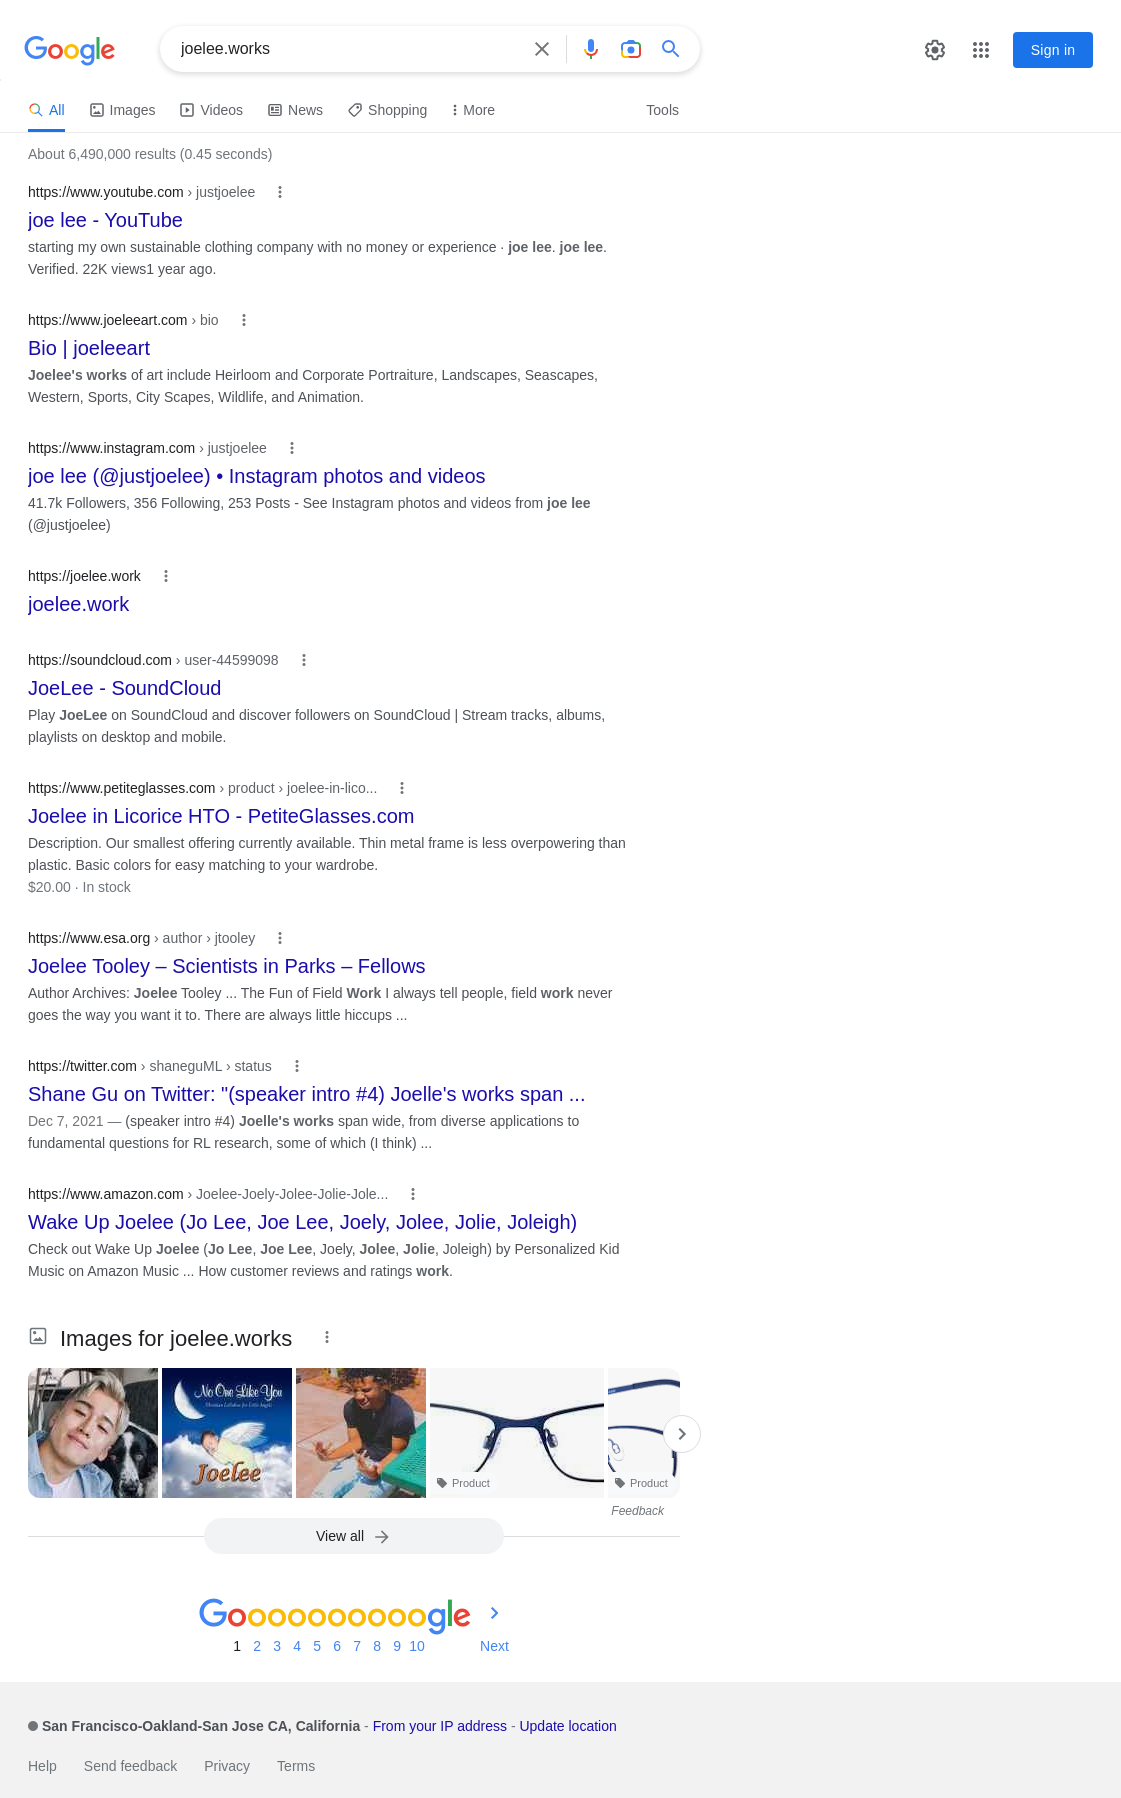 Google
joelee.works
Sign in
All
Images
Videos
News
Shopping
More
Tools
About 6,490,000 results (0.45 seconds)
https://www.youtube.com › justjoelee
joe lee - YouTube
starting my own sustainable clothing company with no money or experience · joe lee. joe lee.
Verified. 22K views1 year ago.
https://www.joeleeart.com › bio
Bio | joeleeart
Joelee's works of art include Heirloom and Corporate Portraiture, Landscapes, Seascapes,
Western, Sports, City Scapes, Wildlife, and Animation.
https://www.instagram.com › justjoelee
joe lee (@justjoelee) • Instagram photos and videos
41.7k Followers, 356 Following, 253 Posts - See Instagram photos and videos from joe lee
(@justjoelee)
https://joelee.work
joelee.work
https://soundcloud.com › user-44599098
JoeLee - SoundCloud
Play JoeLee on SoundCloud and discover followers on SoundCloud | Stream tracks, albums,
playlists on desktop and mobile.
https://www.petiteglasses.com › product › joelee-in-lico...
Joelee in Licorice HTO - PetiteGlasses.com
Description. Our smallest offering currently available. Thin metal frame is less overpowering than
plastic. Basic colors for easy matching to your wardrobe.
$20.00 · In stock
https://www.esa.org › author › jtooley
Joelee Tooley – Scientists in Parks – Fellows
Author Archives: Joelee Tooley ... The Fun of Field Work I always tell people, field work never
goes the way you want it to. There are always little hiccups ...
https://twitter.com › shaneguML › status
Shane Gu on Twitter: "(speaker intro #4) Joelle's works span ...
Dec 7, 2021 — (speaker intro #4) Joelle's works span wide, from diverse applications to
fundamental questions for RL research, some of which (I think) ...
https://www.amazon.com › Joelee-Joely-Jolee-Jolie-Jole...
Wake Up Joelee (Jo Lee, Joe Lee, Joely, Jolee, Jolie, Joleigh)
Check out Wake Up Joelee (Jo Lee, Joe Lee, Joely, Jolee, Jolie, Joleigh) by Personalized Kid
Music on Amazon Music ... How customer reviews and ratings work.
Images for joelee.works
No One Like You
Joelee
Product
Product
Feedback
View all
Goooooooooogle
1 2 3 4 5 6 7 8 9 10 Next
San Francisco-Oakland-San Jose CA, California - From your IP address - Update location
Help Send feedback Privacy Terms